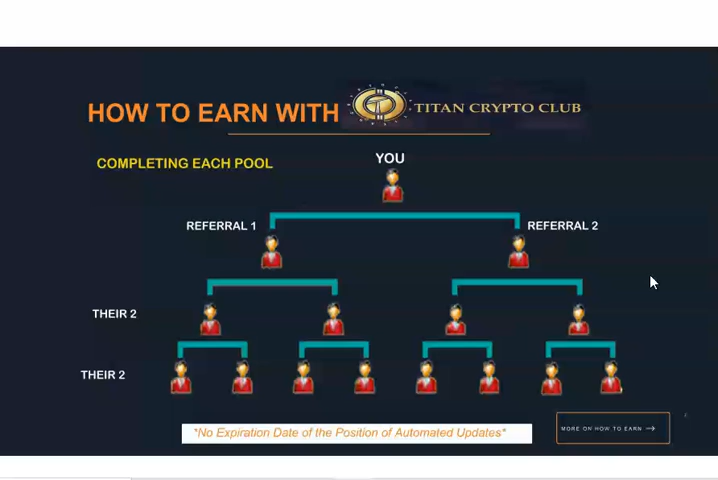 HOW TO EARN WITH TITAN CRYPTO CLUB
COMPLETING EACH POOL
YOU
REFERRAL 1
REFERRAL 2
THEIR 2
THEIR 2
*No Expiration Date of the Position of Automated Updates*
MORE ON HOW TO EARN